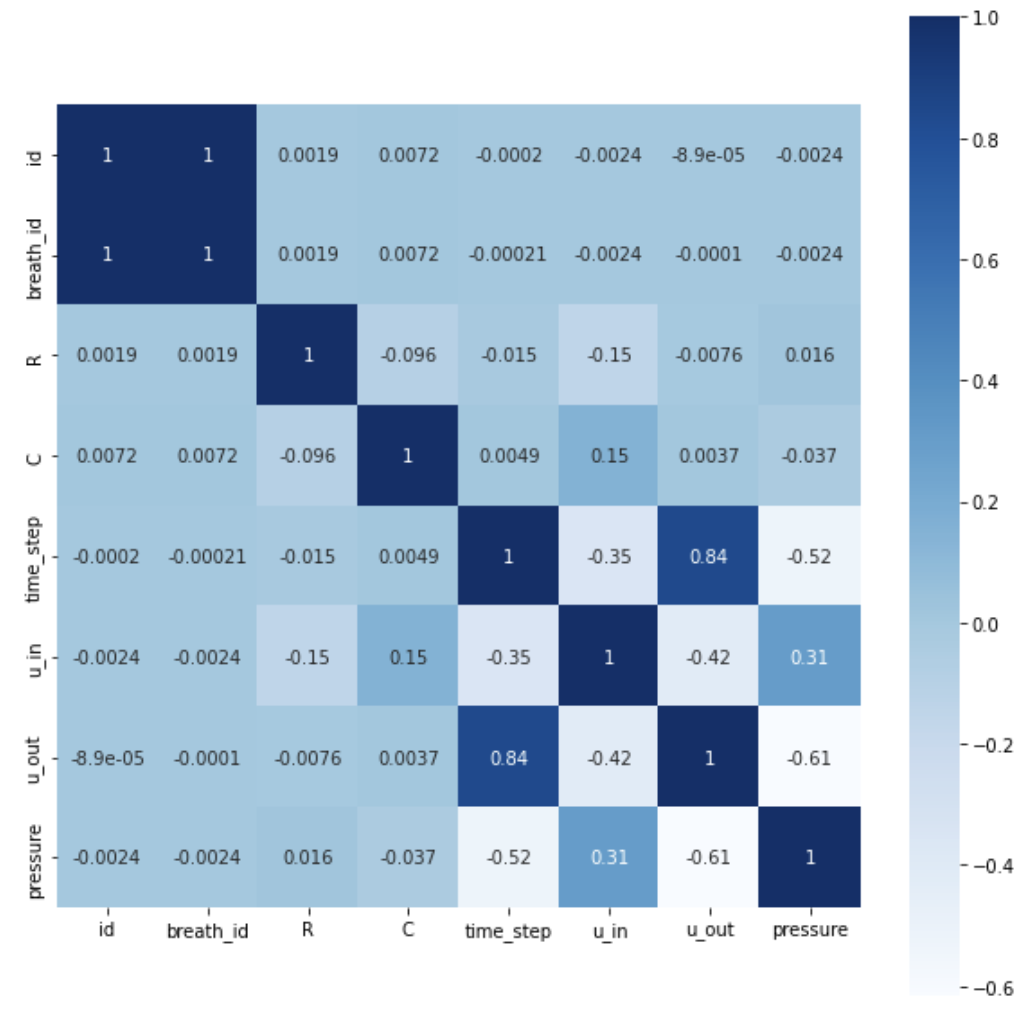 1.0
0.8
0.6
0.4
0.2
0.0
−0.2
−0.4
−0.6
id 1 1 0.0019 0.0072 -0.0002 -0.0024 -8.9e-05 -0.0024
breath_id 1 1 0.0019 0.0072 -0.00021 -0.0024 -0.0001 -0.0024
R 0.0019 0.0019 1 -0.096 -0.015 -0.15 -0.0076 0.016
C 0.0072 0.0072 -0.096 1 0.0049 0.15 0.0037 -0.037
time_step -0.0002 -0.00021 -0.015 0.0049 1 -0.35 0.84 -0.52
u_in -0.0024 -0.0024 -0.15 0.15 -0.35 1 -0.42 0.31
u_out -8.9e-05 -0.0001 -0.0076 0.0037 0.84 -0.42 1 -0.61
pressure -0.0024 -0.0024 0.016 -0.037 -0.52 0.31 -0.61 1
id breath_id R C time_step u_in u_out pressure